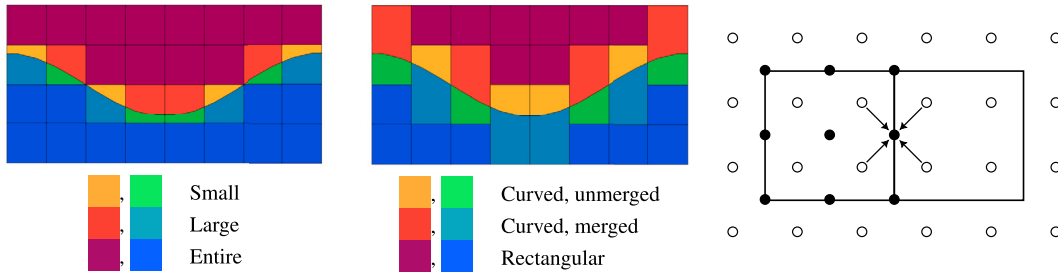 , Small
, Large
, Entire
, Curved, unmerged
, Curved, merged
, Rectangular